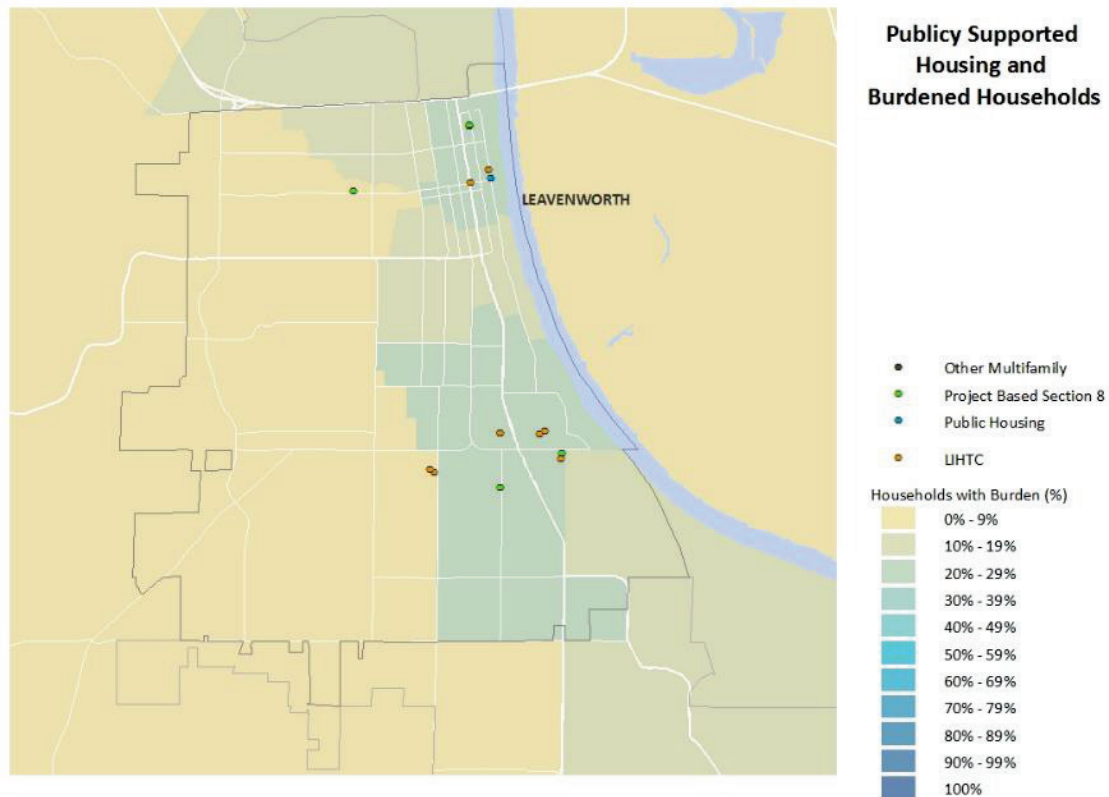 Publicy Supported
Housing and
Burdened Households
LEAVENWORTH
Other Multifamily
Project Based Section 8
Public Housing
LIHTC
Households with Burden (%)
0% - 9%
10% - 19%
20% - 29%
30% - 39%
40% - 49%
50% - 59%
60% - 69%
70% - 79%
80% - 89%
90% - 99%
100%